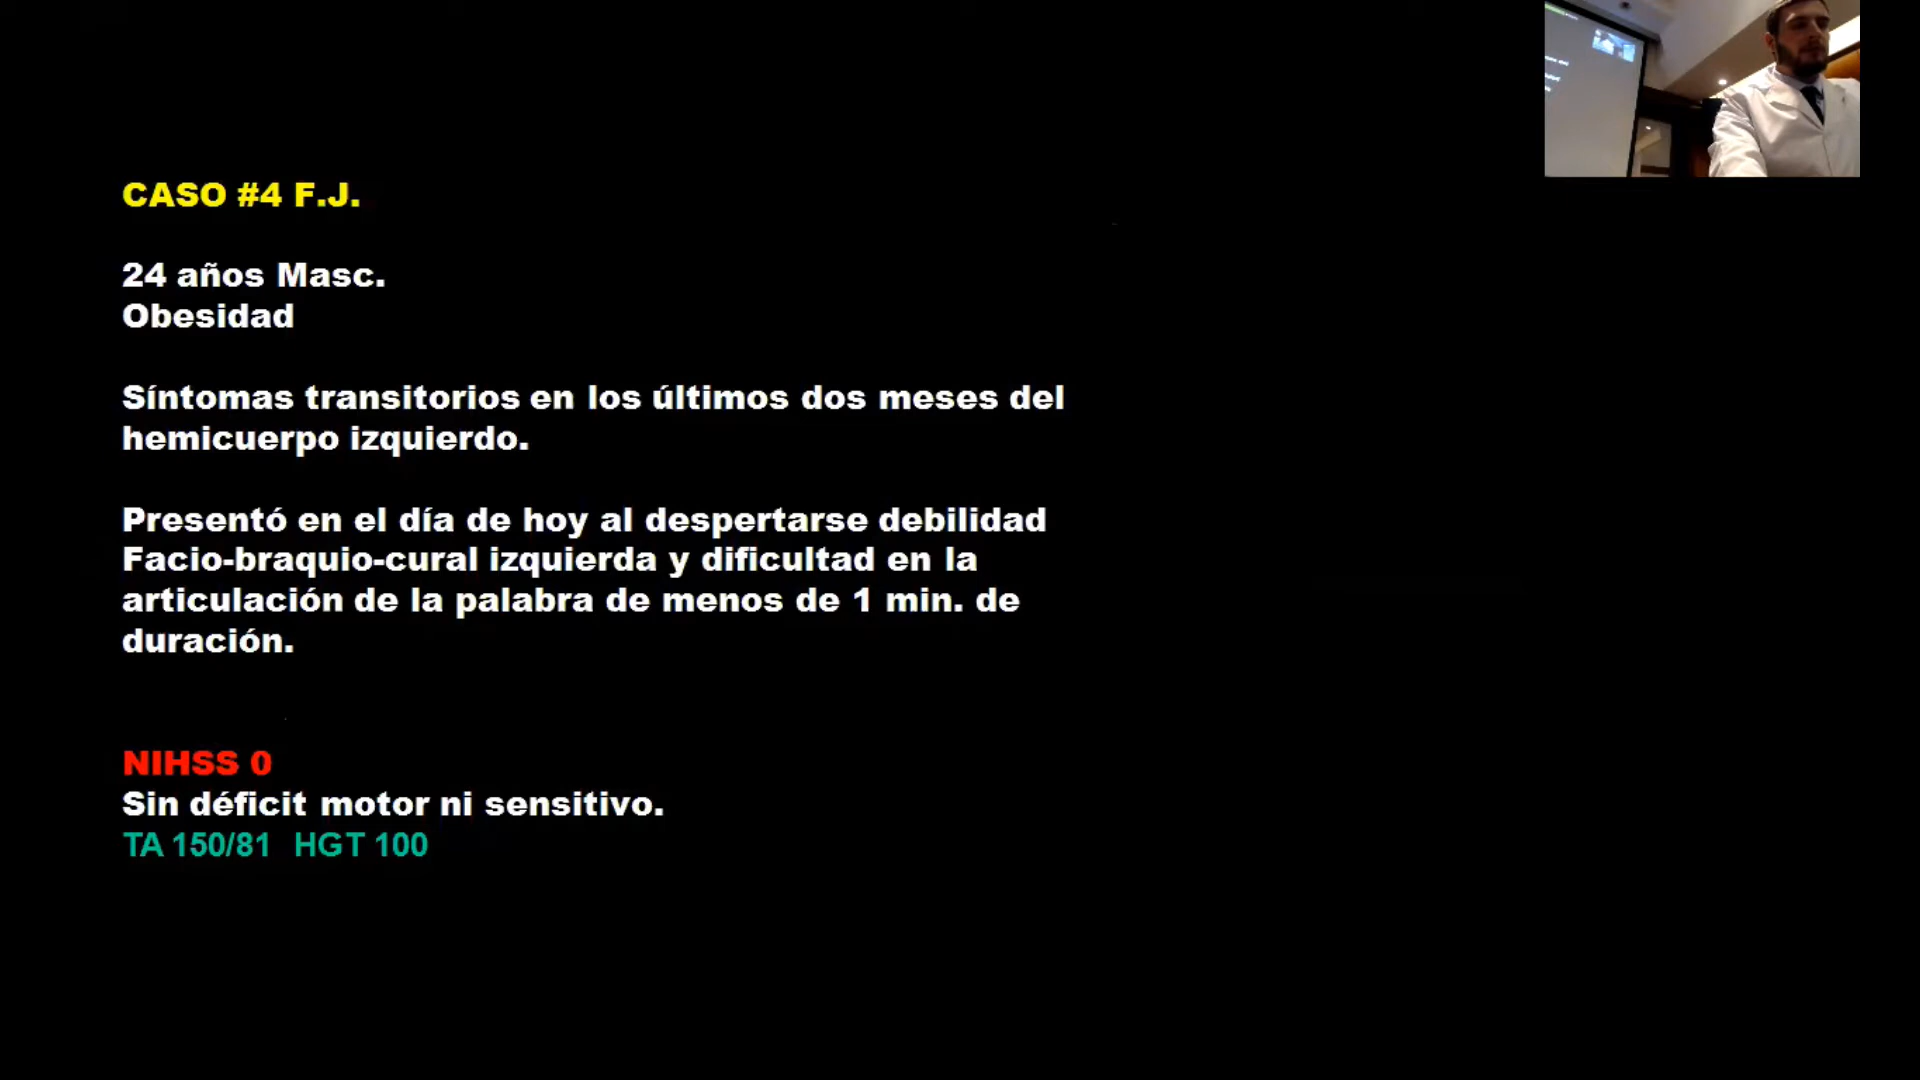 CASO #4 F.J.
24 años Masc.
Obesidad
Síntomas transitorios en los últimos dos meses del
hemicuerpo izquierdo.
Presentó en el día de hoy al despertarse debilidad
Facio-braquio-cural izquierda y dificultad en la
articulación de la palabra de menos de 1 min. de
duración.
NIHSS 0
Sin déficit motor ni sensitivo.
TA 150/81 HGT 100